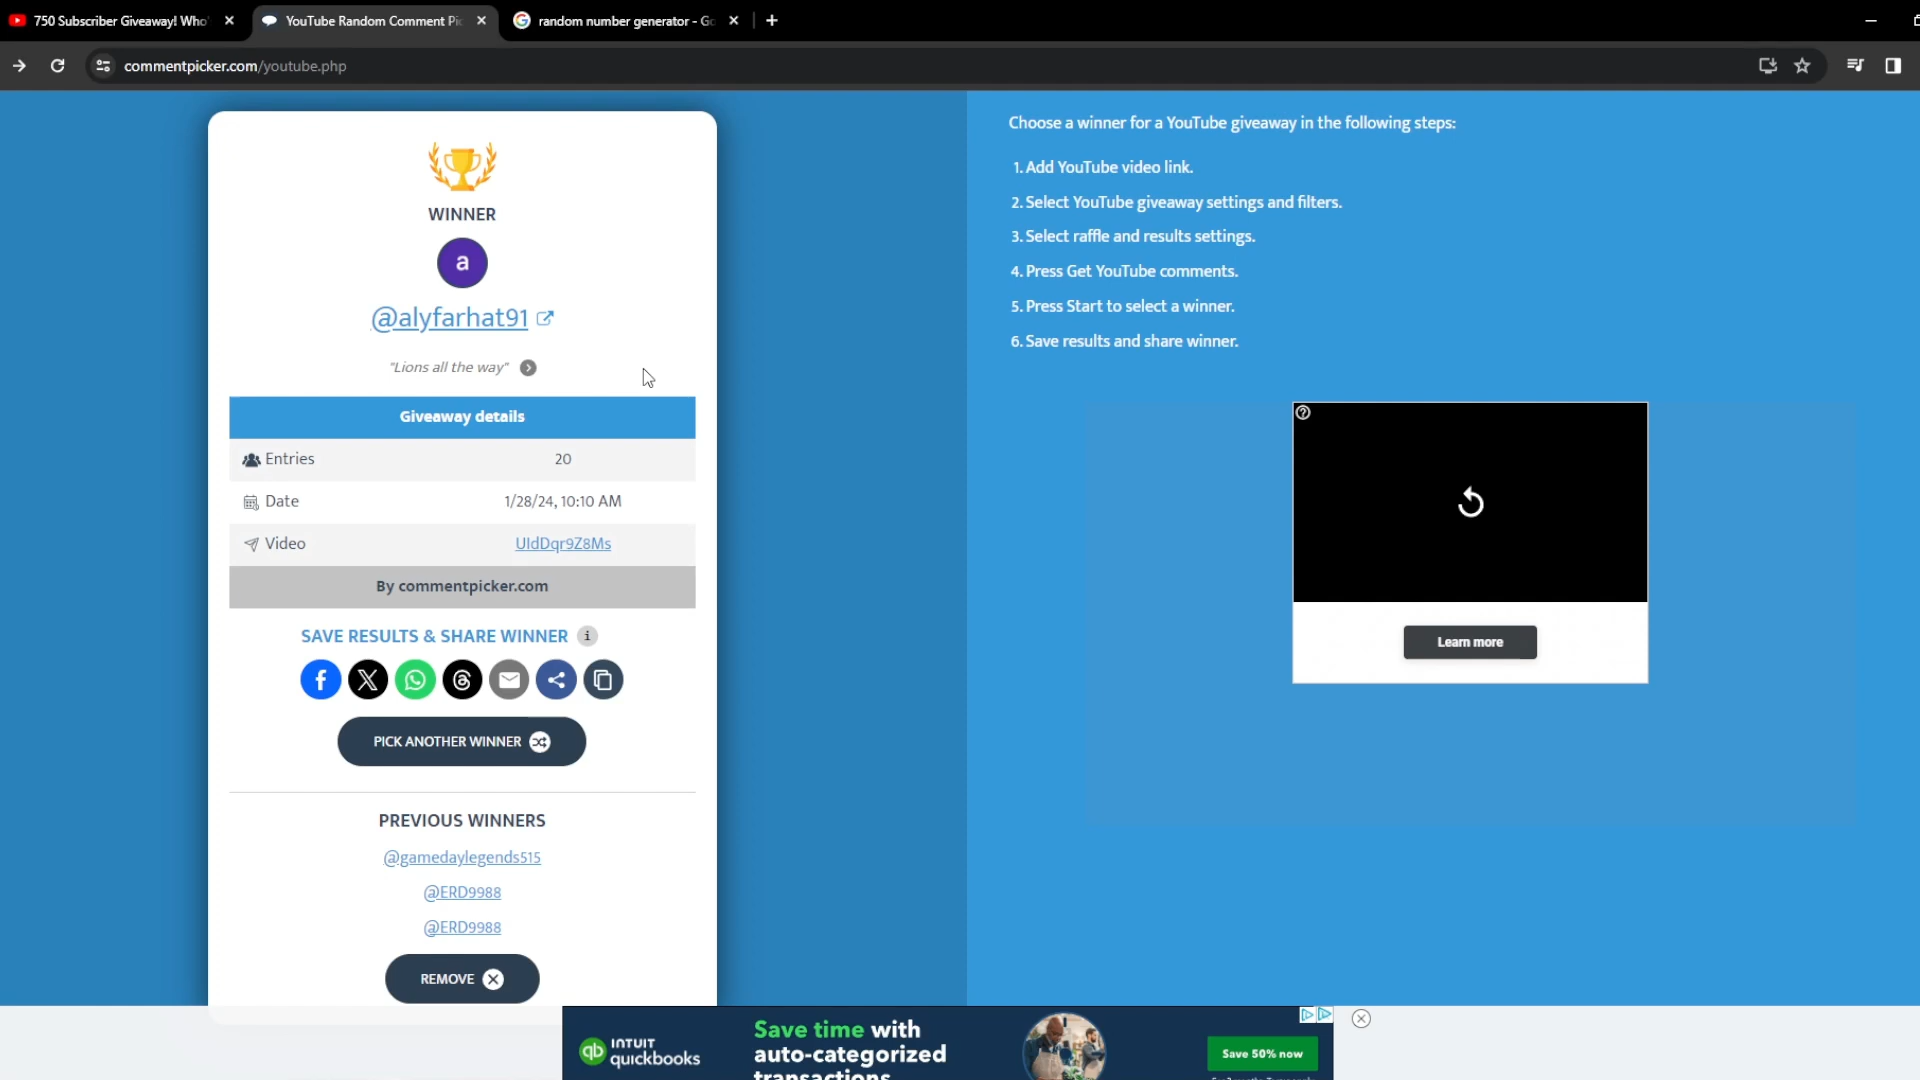 750 Subscriber Giveaway! Who'
YouTube Random Comment Pic
random number generator - Go
commentpicker.com/youtube.php
WINNER
a
@alyfarhat91
"Lions all the way"
Giveaway details
Entries 20
Date 1/28/24, 10:10 AM
Video UldDqr9Z8Ms
By commentpicker.com
SAVE RESULTS & SHARE WINNER i
PICK ANOTHER WINNER
PREVIOUS WINNERS
@gamedaylegends515
@ERD9988
@ERD9988
REMOVE
Choose a winner for a YouTube giveaway in the following steps:
1. Add YouTube video link.
2. Select YouTube giveaway settings and filters.
3. Select raffle and results settings.
4. Press Get YouTube comments.
5. Press Start to select a winner.
6. Save results and share winner.
Learn more
qb INTUIT
quickbooks
Save time with
auto-categorized
transactions
Save 50% now